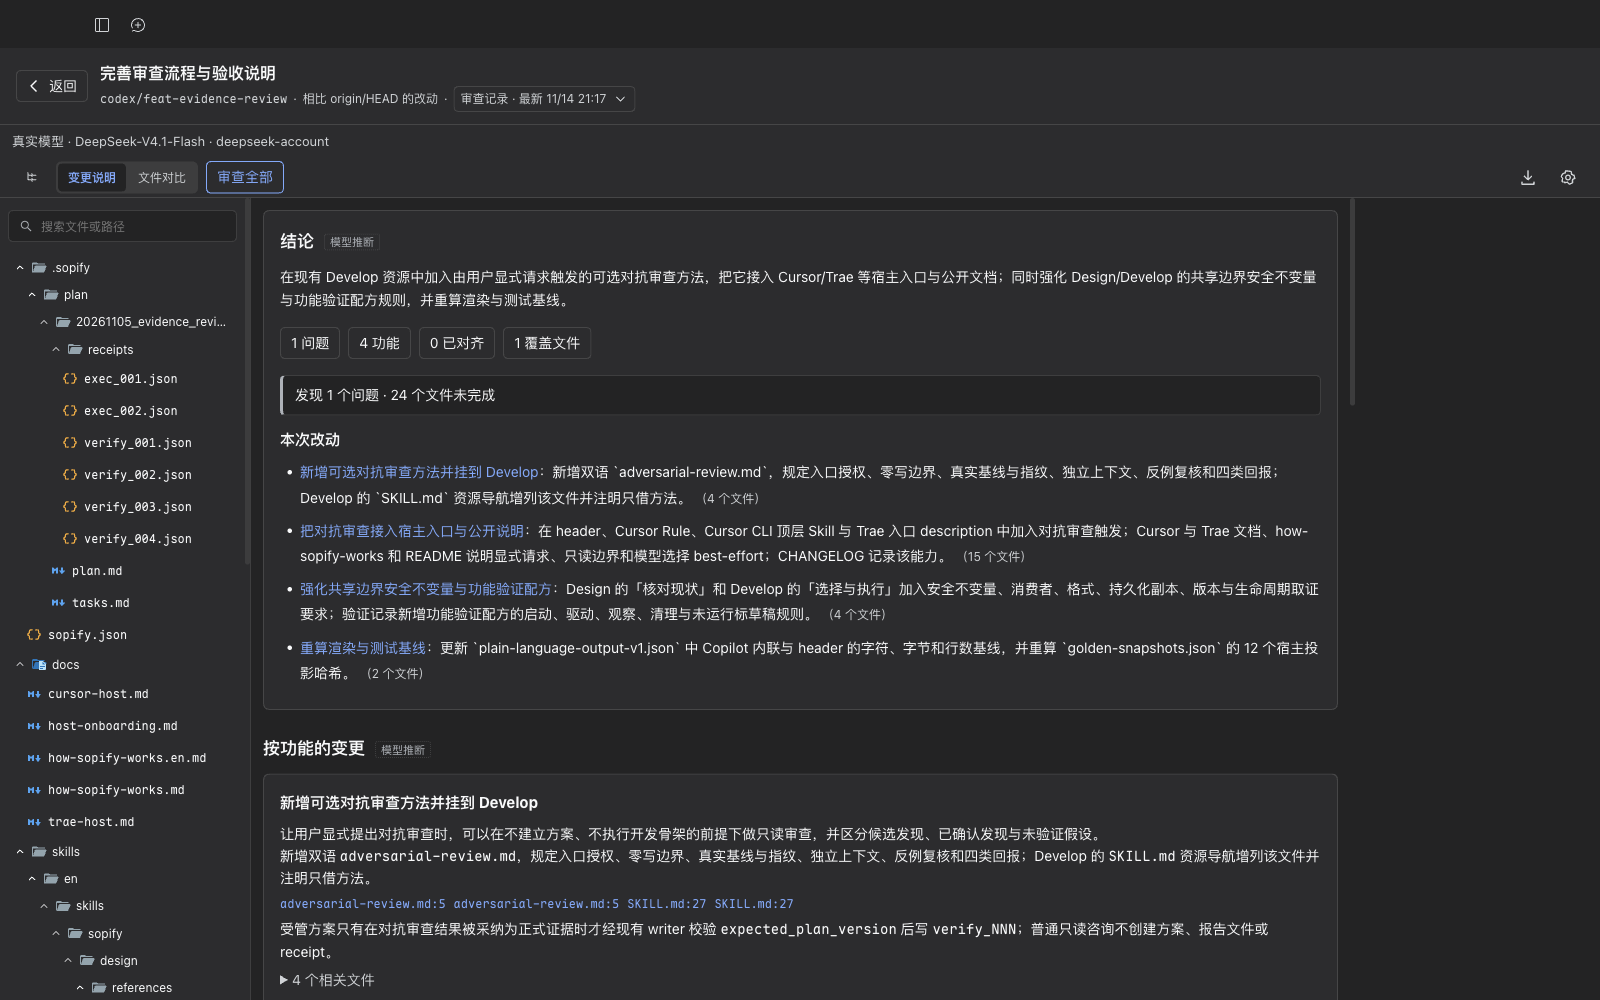 返回
完善审查流程与验收说明
codex/feat-evidence-review · 相比 origin/HEAD 的改动 · 审查记录 · 最新 11/14 21:17
真实模型 · DeepSeek-V4.1-Flash · deepseek-account
变更说明 文件对比 审查全部
搜索文件或路径
.sopify
plan
20261105_evidence_revi...
receipts
exec_001.json
exec_002.json
verify_001.json
verify_002.json
verify_003.json
verify_004.json
plan.md
tasks.md
sopify.json
docs
cursor-host.md
host-onboarding.md
how-sopify-works.en.md
how-sopify-works.md
trae-host.md
skills
en
skills
sopify
design
references
结论 模型推断
在现有 Develop 资源中加入由用户显式请求触发的可选对抗审查方法，把它接入 Cursor/Trae 等宿主入口与公开文档；同时强化 Design/Develop 的共享边界安全不变量
与功能验证配方规则，并重算渲染与测试基线。
1 问题 4 功能 0 已对齐 1 覆盖文件
发现 1 个问题 · 24 个文件未完成
本次改动
• 新增可选对抗审查方法并挂到 Develop：新增双语 `adversarial-review.md`，规定入口授权、零写边界、真实基线与指纹、独立上下文、反例复核和四类回报；
Develop 的 `SKILL.md` 资源导航增列该文件并注明只借方法。 （4 个文件）
• 把对抗审查接入宿主入口与公开说明：在 header、Cursor Rule、Cursor CLI 顶层 Skill 与 Trae 入口 description 中加入对抗审查触发；Cursor 与 Trae 文档、how-
sopify-works 和 README 说明显式请求、只读边界和模型选择 best-effort；CHANGELOG 记录该能力。 （15 个文件）
• 强化共享边界安全不变量与功能验证配方：Design 的「核对现状」和 Develop 的「选择与执行」加入安全不变量、消费者、格式、持久化副本、版本与生命周期取证
要求；验证记录新增功能验证配方的启动、驱动、观察、清理与未运行标草稿规则。 （4 个文件）
• 重算渲染与测试基线：更新 `plain-language-output-v1.json` 中 Copilot 内联与 header 的字符、字节和行数基线，并重算 `golden-snapshots.json` 的 12 个宿主投
影哈希。 （2 个文件）
按功能的变更 模型推断
新增可选对抗审查方法并挂到 Develop
让用户显式提出对抗审查时，可以在不建立方案、不执行开发骨架的前提下做只读审查，并区分候选发现、已确认发现与未验证假设。
新增双语 adversarial-review.md，规定入口授权、零写边界、真实基线与指纹、独立上下文、反例复核和四类回报；Develop 的 SKILL.md 资源导航增列该文件并
注明只借方法。
adversarial-review.md:5 adversarial-review.md:5 SKILL.md:27 SKILL.md:27
受管方案只有在对抗审查结果被采纳为正式证据时才经现有 writer 校验 expected_plan_version 后写 verify_NNN；普通只读咨询不创建方案、报告文件或
receipt。
▶ 4 个相关文件